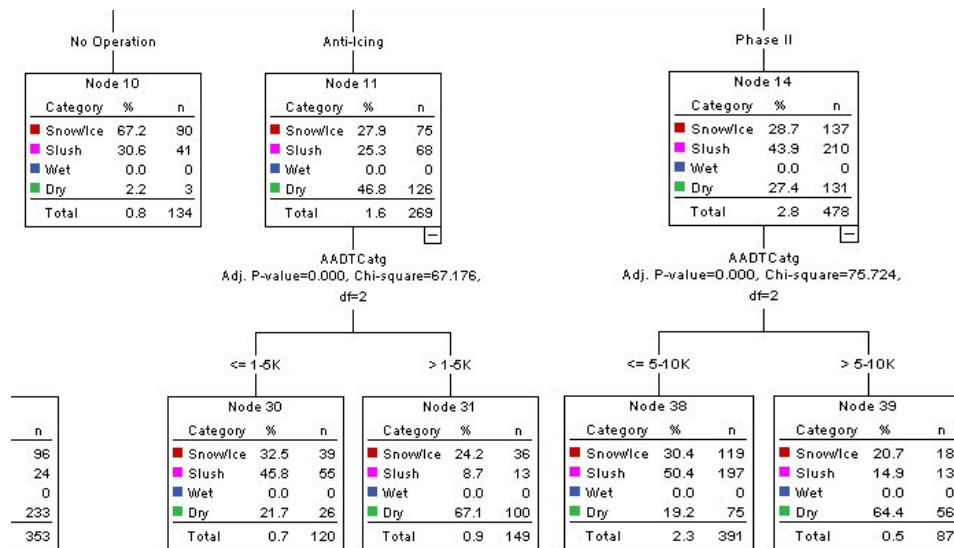 No Operation
Anti-Icing
Phase II
Node 10
Category % n
Snow/Ice 67.2 90
Slush 30.6 41
Wet 0.0 0
Dry 2.2 3
Total 0.8 134
Node 11
Category % n
Snow/Ice 27.9 75
Slush 25.3 68
Wet 0.0 0
Dry 46.8 126
Total 1.6 269
Node 14
Category % n
Snow/Ice 28.7 137
Slush 43.9 210
Wet 0.0 0
Dry 27.4 131
Total 2.8 478
AADTCatg
Adj. P-value=0.000, Chi-square=67.176,
df=2
AADTCatg
Adj. P-value=0.000, Chi-square=75.724,
df=2
<= 1-5K
> 1-5K
<= 5-10K
> 5-10K
n
96
24
0
233
353
Node 30
Category % n
Snow/Ice 32.5 39
Slush 45.8 55
Wet 0.0 0
Dry 21.7 26
Total 0.7 120
Node 31
Category % n
Snow/Ice 24.2 36
Slush 8.7 13
Wet 0.0 0
Dry 67.1 100
Total 0.9 149
Node 38
Category % n
Snow/Ice 30.4 119
Slush 50.4 197
Wet 0.0 0
Dry 19.2 75
Total 2.3 391
Node 39
Category % n
Snow/Ice 20.7 18
Slush 14.9 13
Wet 0.0 0
Dry 64.4 56
Total 0.5 87